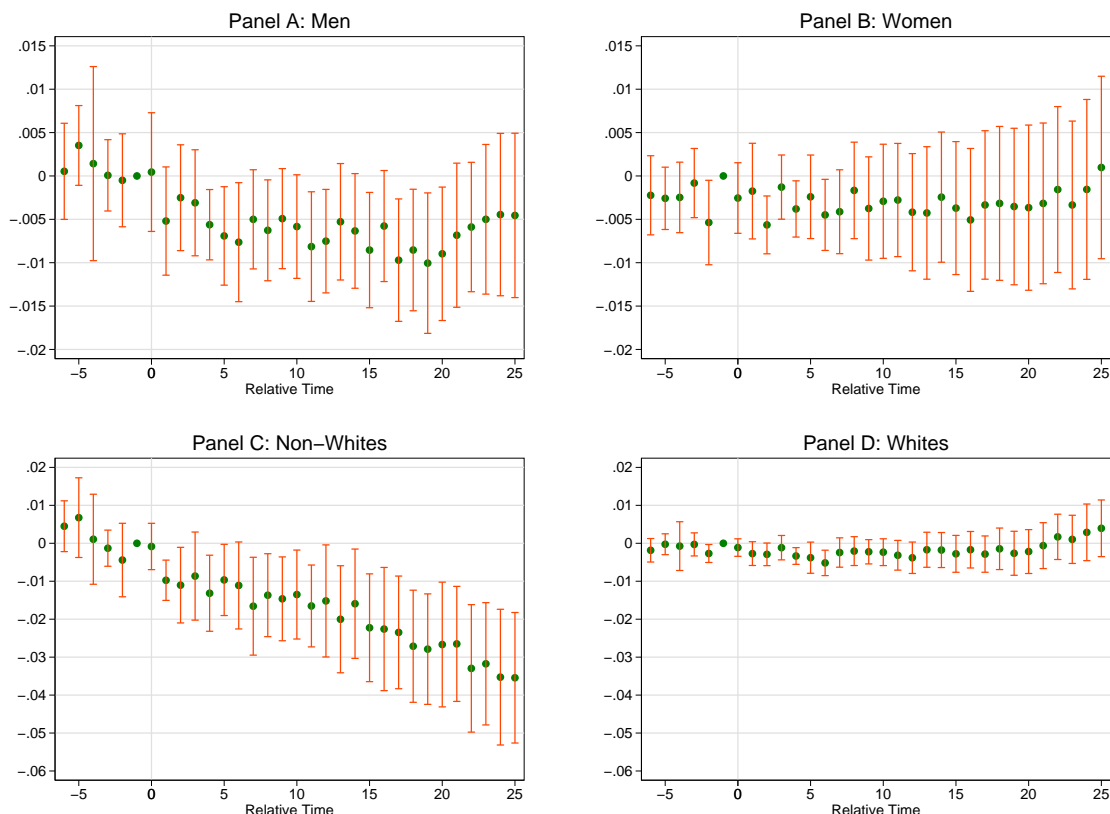 Panel A: Men
.015
.01
.005
0
−.005
−.01
−.015
−.02
−5 0 5 10 15 20 25
Relative Time
Panel B: Women
.015
.01
.005
0
−.005
−.01
−.015
−.02
−5 0 5 10 15 20 25
Relative Time
Panel C: Non−Whites
.02
.01
0
−.01
−.02
−.03
−.04
−.05
−.06
−5 0 5 10 15 20 25
Relative Time
Panel D: Whites
.02
.01
0
−.01
−.02
−.03
−.04
−.05
−.06
−5 0 5 10 15 20 25
Relative Time